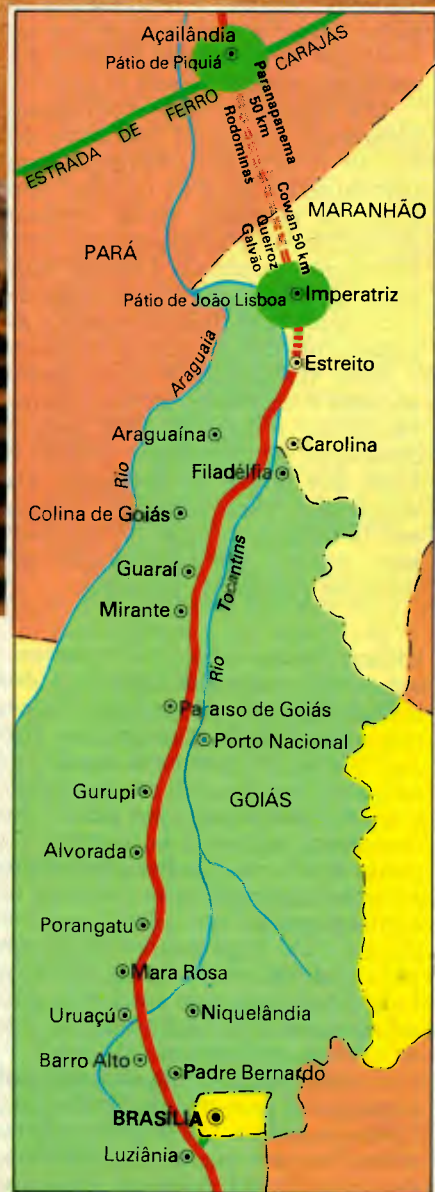 Açailândia
Pátio de Piquiá
ESTRADA DE FERRO CARAJÁS
Paranapanema
50 km
Rodominas
Cowan 50 km
Queiroz
Galvão
MARANHÃO
PARÁ
Pátio de João Lisboa
Imperatriz
Estreito
Rio Araguaia
Araguaína
Carolina
Filadélfia
Colina de Goiás
Guaraí
Rio Tocantins
Mirante
Paraíso de Goiás
Porto Nacional
Gurupi
GOIÁS
Alvorada
Porangatu
Mara Rosa
Uruaçú
Niquelândia
Barro Alto
Padre Bernardo
BRASÍLIA
Luziânia